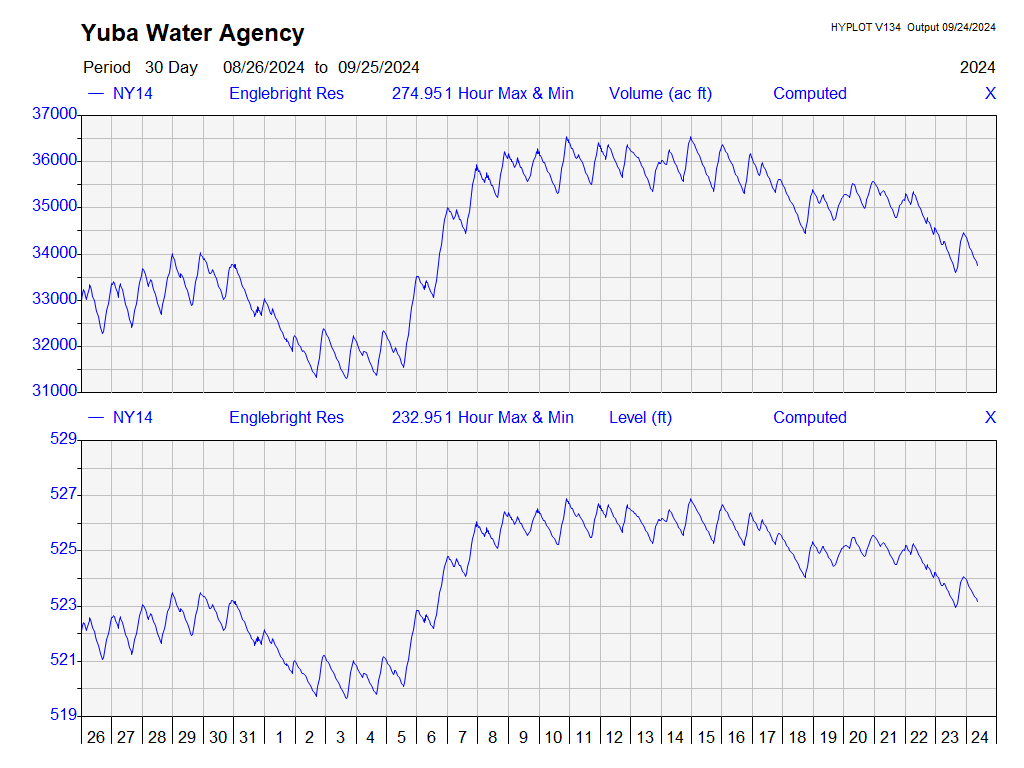 Yuba Water Agency
HYPLOT V134 Output 09/24/2024
Period 30 Day 08/26/2024 to 09/25/2024
2024
NY14 Englebright Res 274.951 Hour Max & Min Volume (ac ft) Computed X
37000
36000
35000
34000
33000
32000
31000
NY14 Englebright Res 232.951 Hour Max & Min Level (ft) Computed X
529
527
525
523
521
519
26 27 28 29 30 31 1 2 3 4 5 6 7 8 9 10 11 12 13 14 15 16 17 18 19 20 21 22 23 24